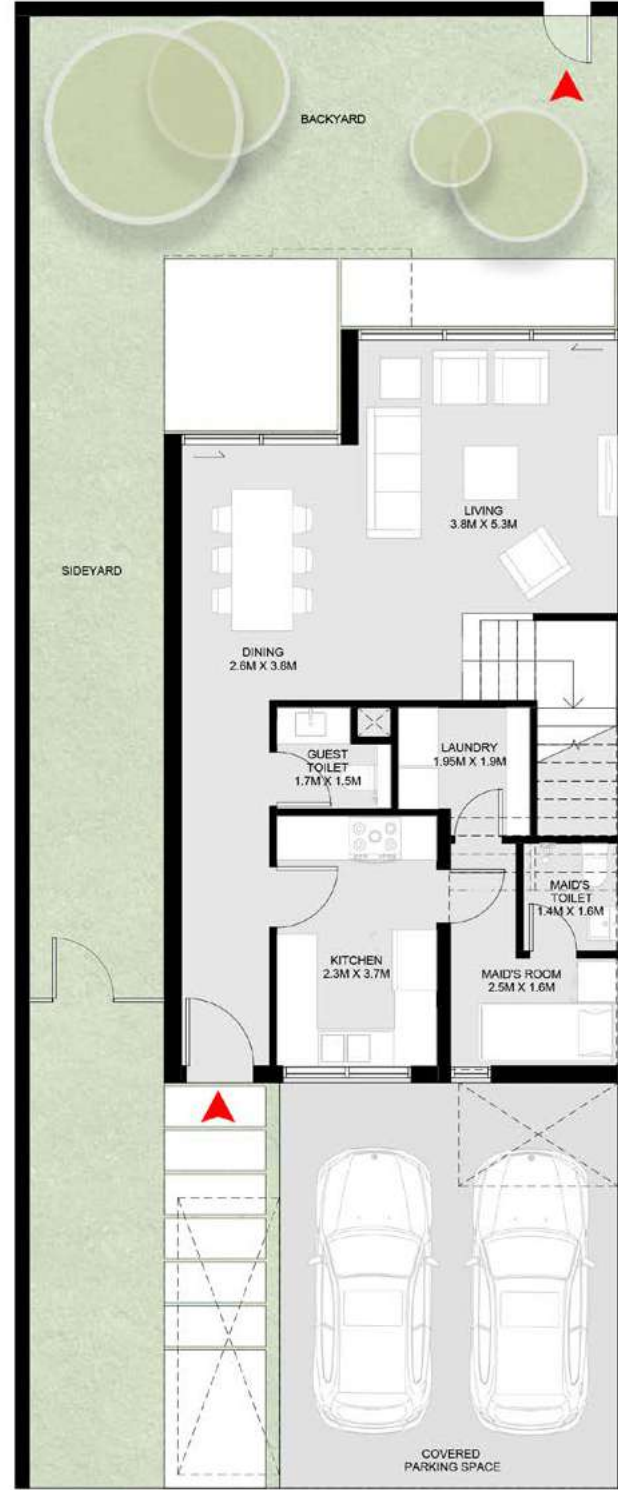 BACKYARD
LIVING
3.8M X 5.3M
SIDEYARD
DINING
2.6M X 3.8M
GUEST
TOILET
1.7M X 1.5M
LAUNDRY
1.95M X 1.9M
MAID'S
TOILET
1.4M X 1.6M
KITCHEN
2.3M X 3.7M
MAID'S ROOM
2.5M X 1.6M
COVERED
PARKING SPACE